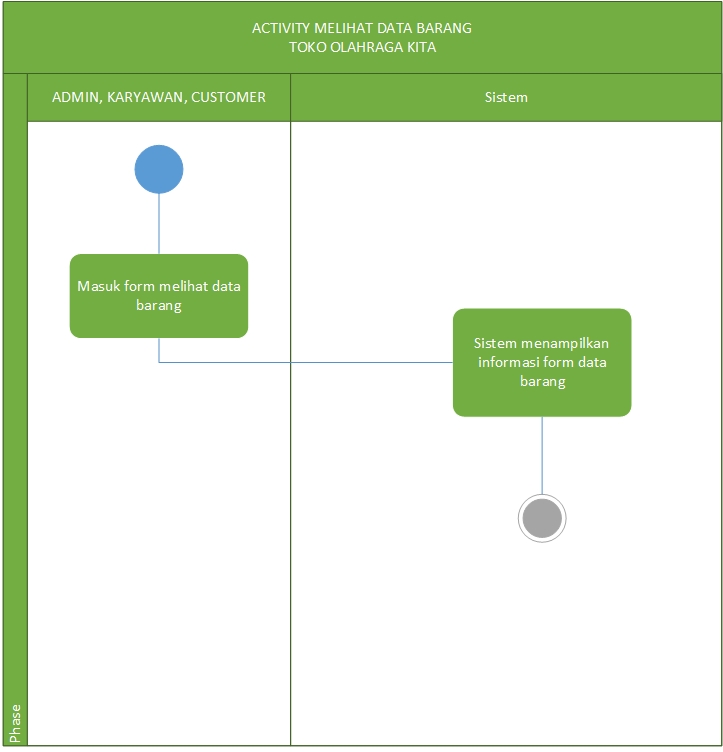 ACTIVITY MELIHAT DATA BARANG
TOKO OLAHRAGA KITA
ADMIN, KARYAWAN, CUSTOMER
Sistem
Masuk form melihat data
barang
Sistem menampilkan
informasi form data
barang
Phase